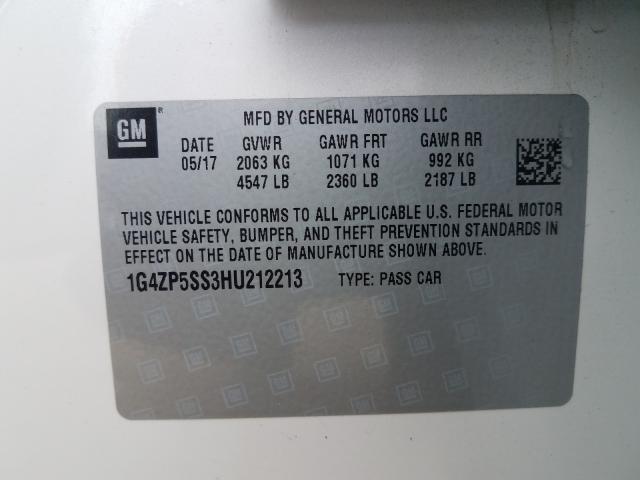 GM ®
MFD BY GENERAL MOTORS LLC
DATE GVWR GAWR FRT GAWR RR
05/17 2063 KG 1071 KG 992 KG
4547 LB 2360 LB 2187 LB
THIS VEHICLE CONFORMS TO ALL APPLICABLE U.S. FEDERAL MOTOR
VEHICLE SAFETY, BUMPER, AND THEFT PREVENTION STANDARDS IN
EFFECT ON THE DATE OF MANUFACTURE SHOWN ABOVE.
1G4ZP5SS3HU212213 TYPE: PASS CAR